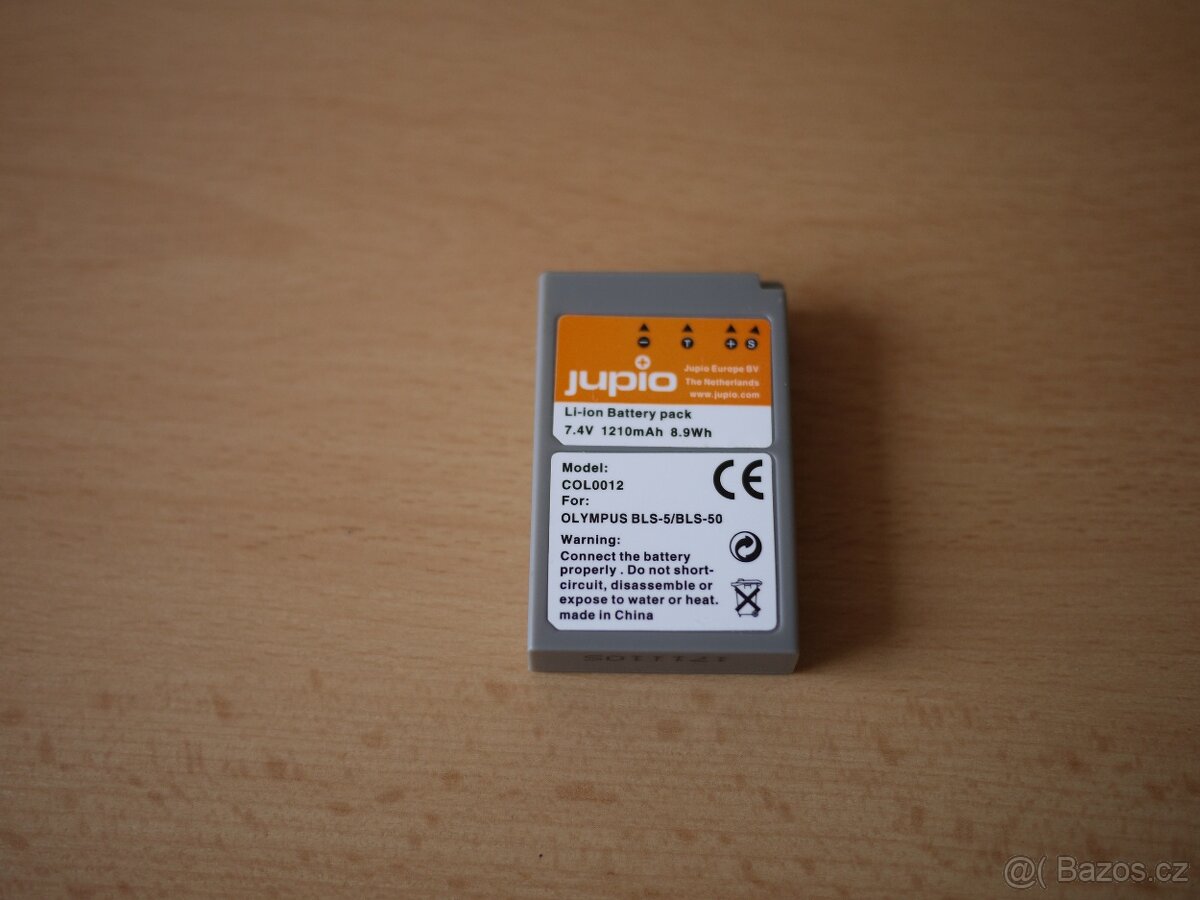 − T + S
jupio
Jupio Europe BV
The Netherlands
www.jupio.com
Li-ion Battery pack
7.4V 1210mAh 8.9Wh
Model:
COL0012
For:
OLYMPUS BLS-5/BLS-50
Warning:
Connect the battery
properly . Do not short-
circuit, disassemble or
expose to water or heat.
made in China
CE
@( Bazoš.cz